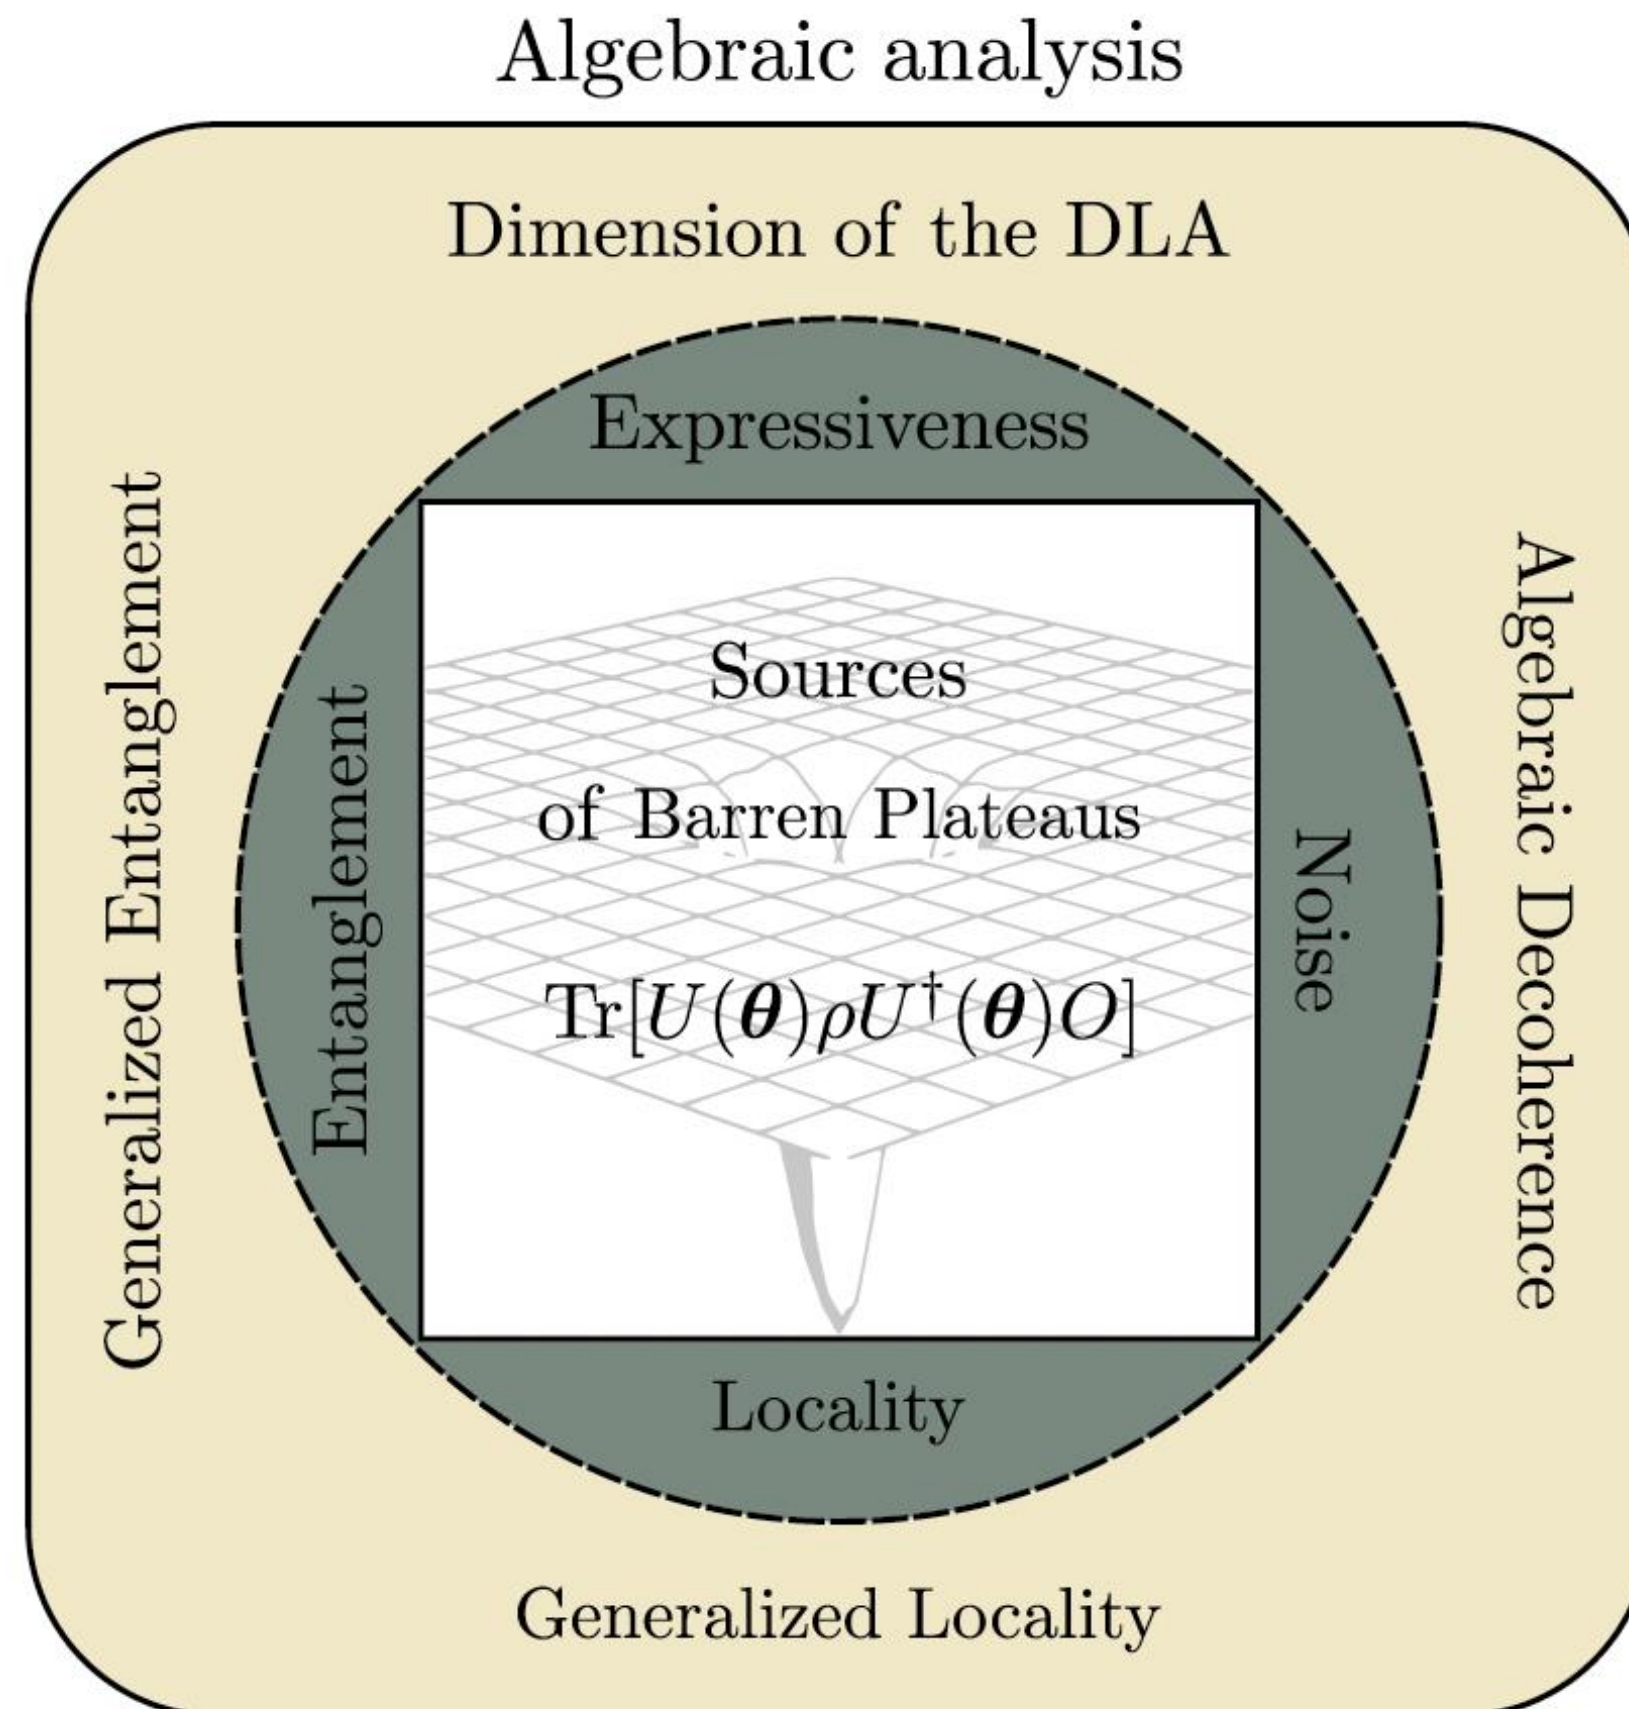 Algebraic analysis
Dimension of the DLA
Expressiveness
Generalized Entanglement
Entanglement
Sources
of Barren Plateaus
Tr[U(𝜽)ρU†(𝜽)O]
Noise
Algebraic Decoherence
Locality
Generalized Locality